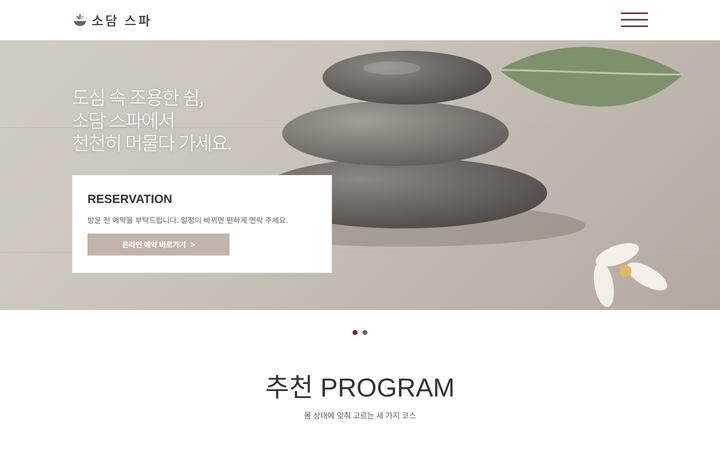 소담 스파
도심 속 조용한 쉼,
소담 스파에서
천천히 머물다 가세요.
RESERVATION
방문 전 예약을 부탁드립니다. 일정이 바뀌면 편하게 연락 주세요.
온라인 예약 바로가기 >
추천 PROGRAM
몸 상태에 맞춰 고르는 세 가지 코스